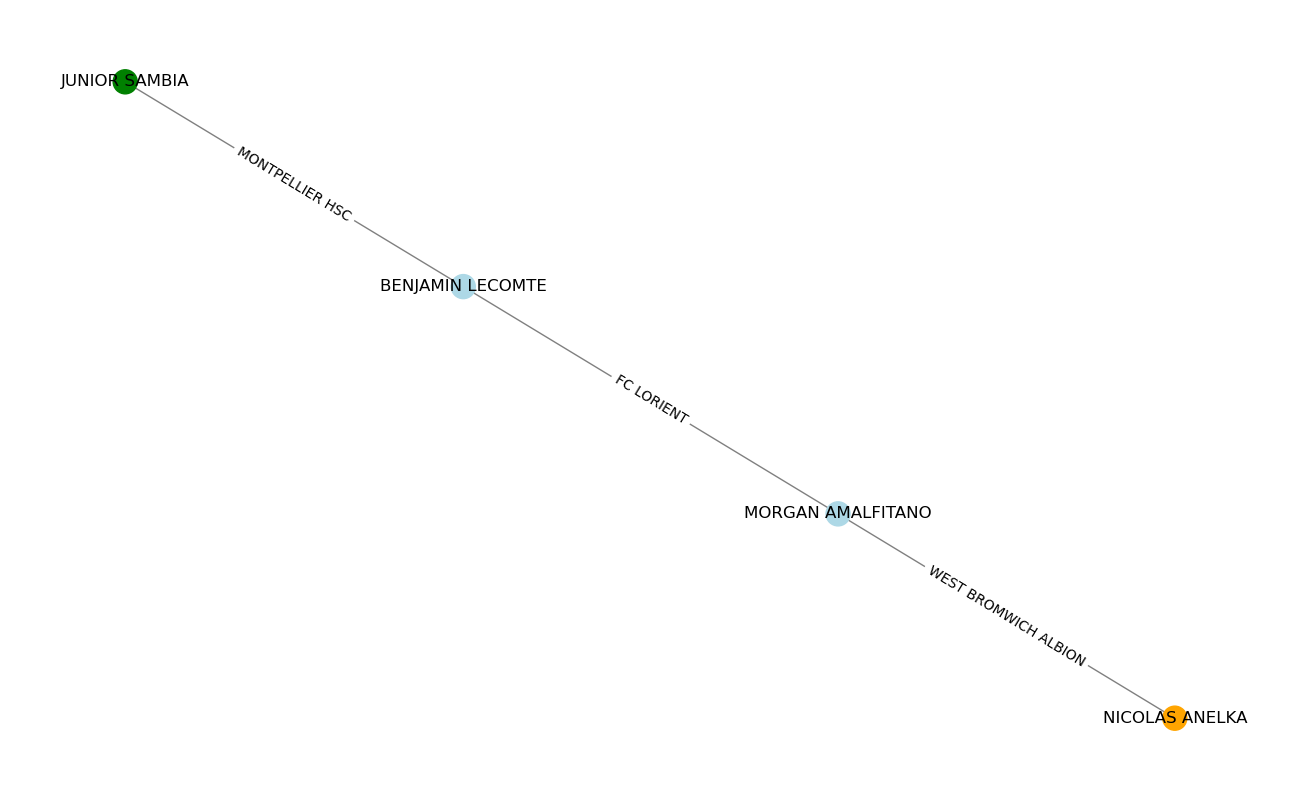 JUNIOR SAMBIA
MONTPELLIER HSC
BENJAMIN LECOMTE
FC LORIENT
MORGAN AMALFITANO
WEST BROMWICH ALBION
NICOLAS ANELKA